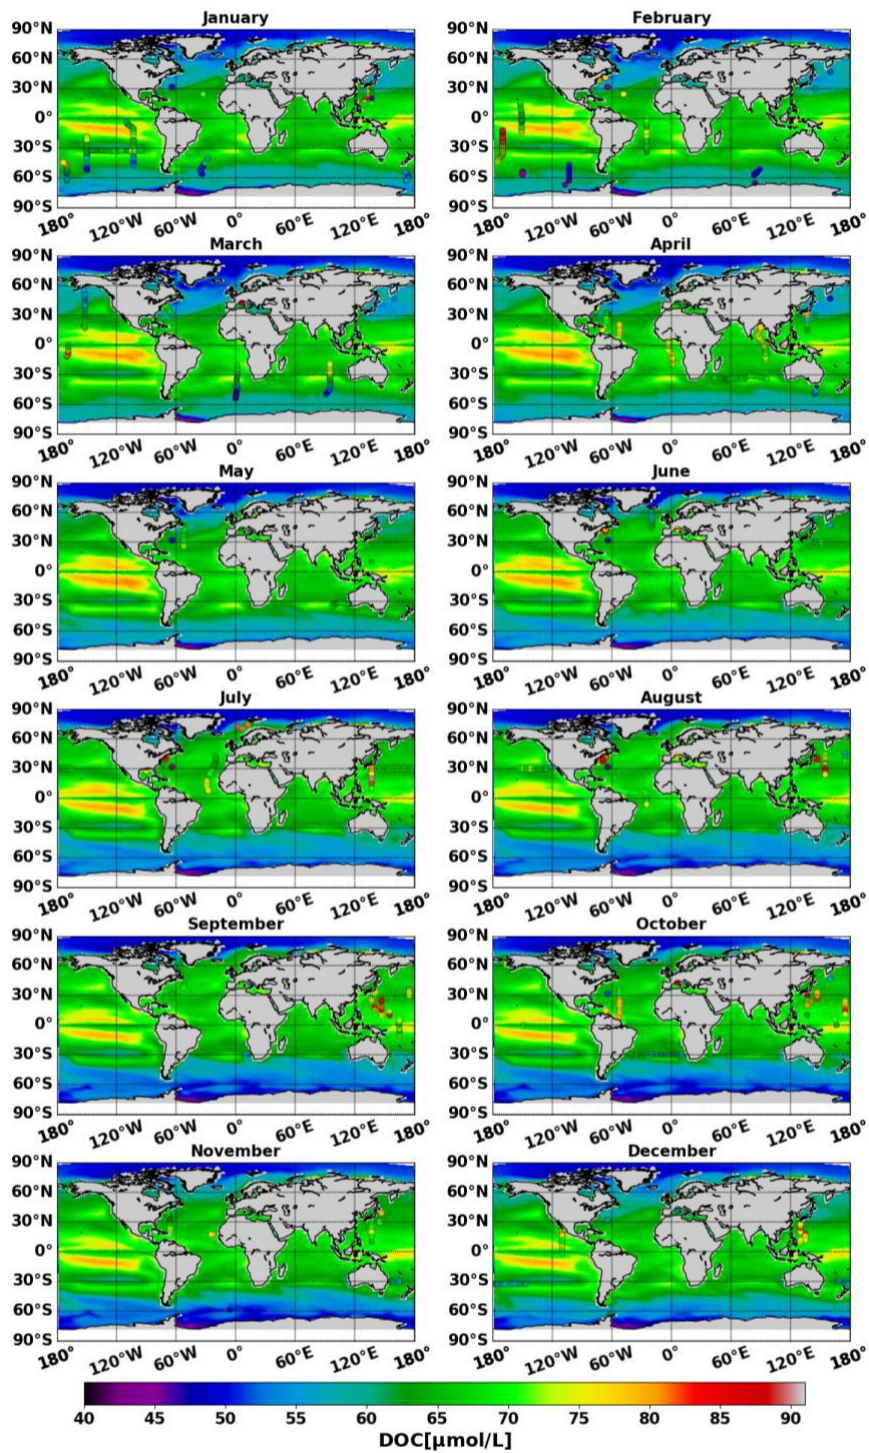 January February
90°N 90°N
60°N 60°N
30°N 30°N
0° 0°
30°S 30°S
60°S 60°S
90°S 90°S
180° 120°W 60°W 0° 60°E 120°E 180° 180° 120°W 60°W 0° 60°E 120°E 180°
March April
90°N 90°N
60°N 60°N
30°N 30°N
0° 0°
30°S 30°S
60°S 60°S
90°S 90°S
180° 120°W 60°W 0° 60°E 120°E 180° 180° 120°W 60°W 0° 60°E 120°E 180°
May June
90°N 90°N
60°N 60°N
30°N 30°N
0° 0°
30°S 30°S
60°S 60°S
90°S 90°S
180° 120°W 60°W 0° 60°E 120°E 180° 180° 120°W 60°W 0° 60°E 120°E 180°
July August
90°N 90°N
60°N 60°N
30°N 30°N
0° 0°
30°S 30°S
60°S 60°S
90°S 90°S
180° 120°W 60°W 0° 60°E 120°E 180° 180° 120°W 60°W 0° 60°E 120°E 180°
September October
90°N 90°N
60°N 60°N
30°N 30°N
0° 0°
30°S 30°S
60°S 60°S
90°S 90°S
180° 120°W 60°W 0° 60°E 120°E 180° 180° 120°W 60°W 0° 60°E 120°E 180°
November December
90°N 90°N
60°N 60°N
30°N 30°N
0° 0°
30°S 30°S
60°S 60°S
90°S 90°S
180° 120°W 60°W 0° 60°E 120°E 180° 180° 120°W 60°W 0° 60°E 120°E 180°
40 45 50 55 60 65 70 75 80 85 90
DOC[μmol/L]